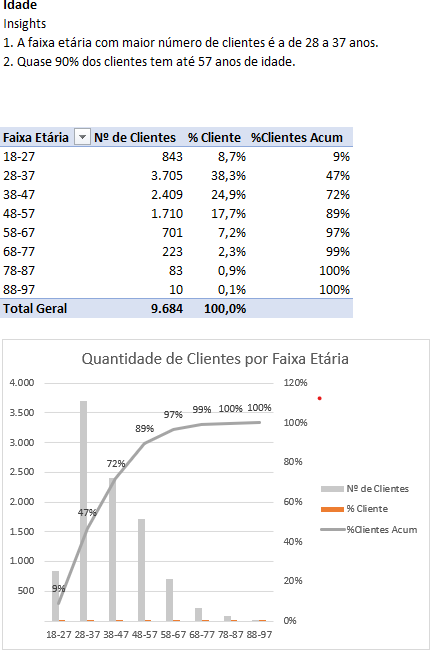 Idade
Insights
1. A faixa etária com maior número de clientes é a de 28 a 37 anos.
2. Quase 90% dos clientes tem até 57 anos de idade.
Faixa Etária Nº de Clientes % Cliente %Clientes Acum
18-27 843 8,7% 9%
28-37 3.705 38,3% 47%
38-47 2.409 24,9% 72%
48-57 1.710 17,7% 89%
58-67 701 7,2% 97%
68-77 223 2,3% 99%
78-87 83 0,9% 100%
88-97 10 0,1% 100%
Total Geral 9.684 100,0%
Quantidade de Clientes por Faixa Etária
4.000
3.500
3.000
2.500
2.000
1.500
1.000
500
9%
47%
72%
89%
97%
99%
100%
100%
120%
100%
80%
60%
40%
20%
0%
18-27 28-37 38-47 48-57 58-67 68-77 78-87 88-97
Nº de Clientes
% Cliente
%Clientes Acum